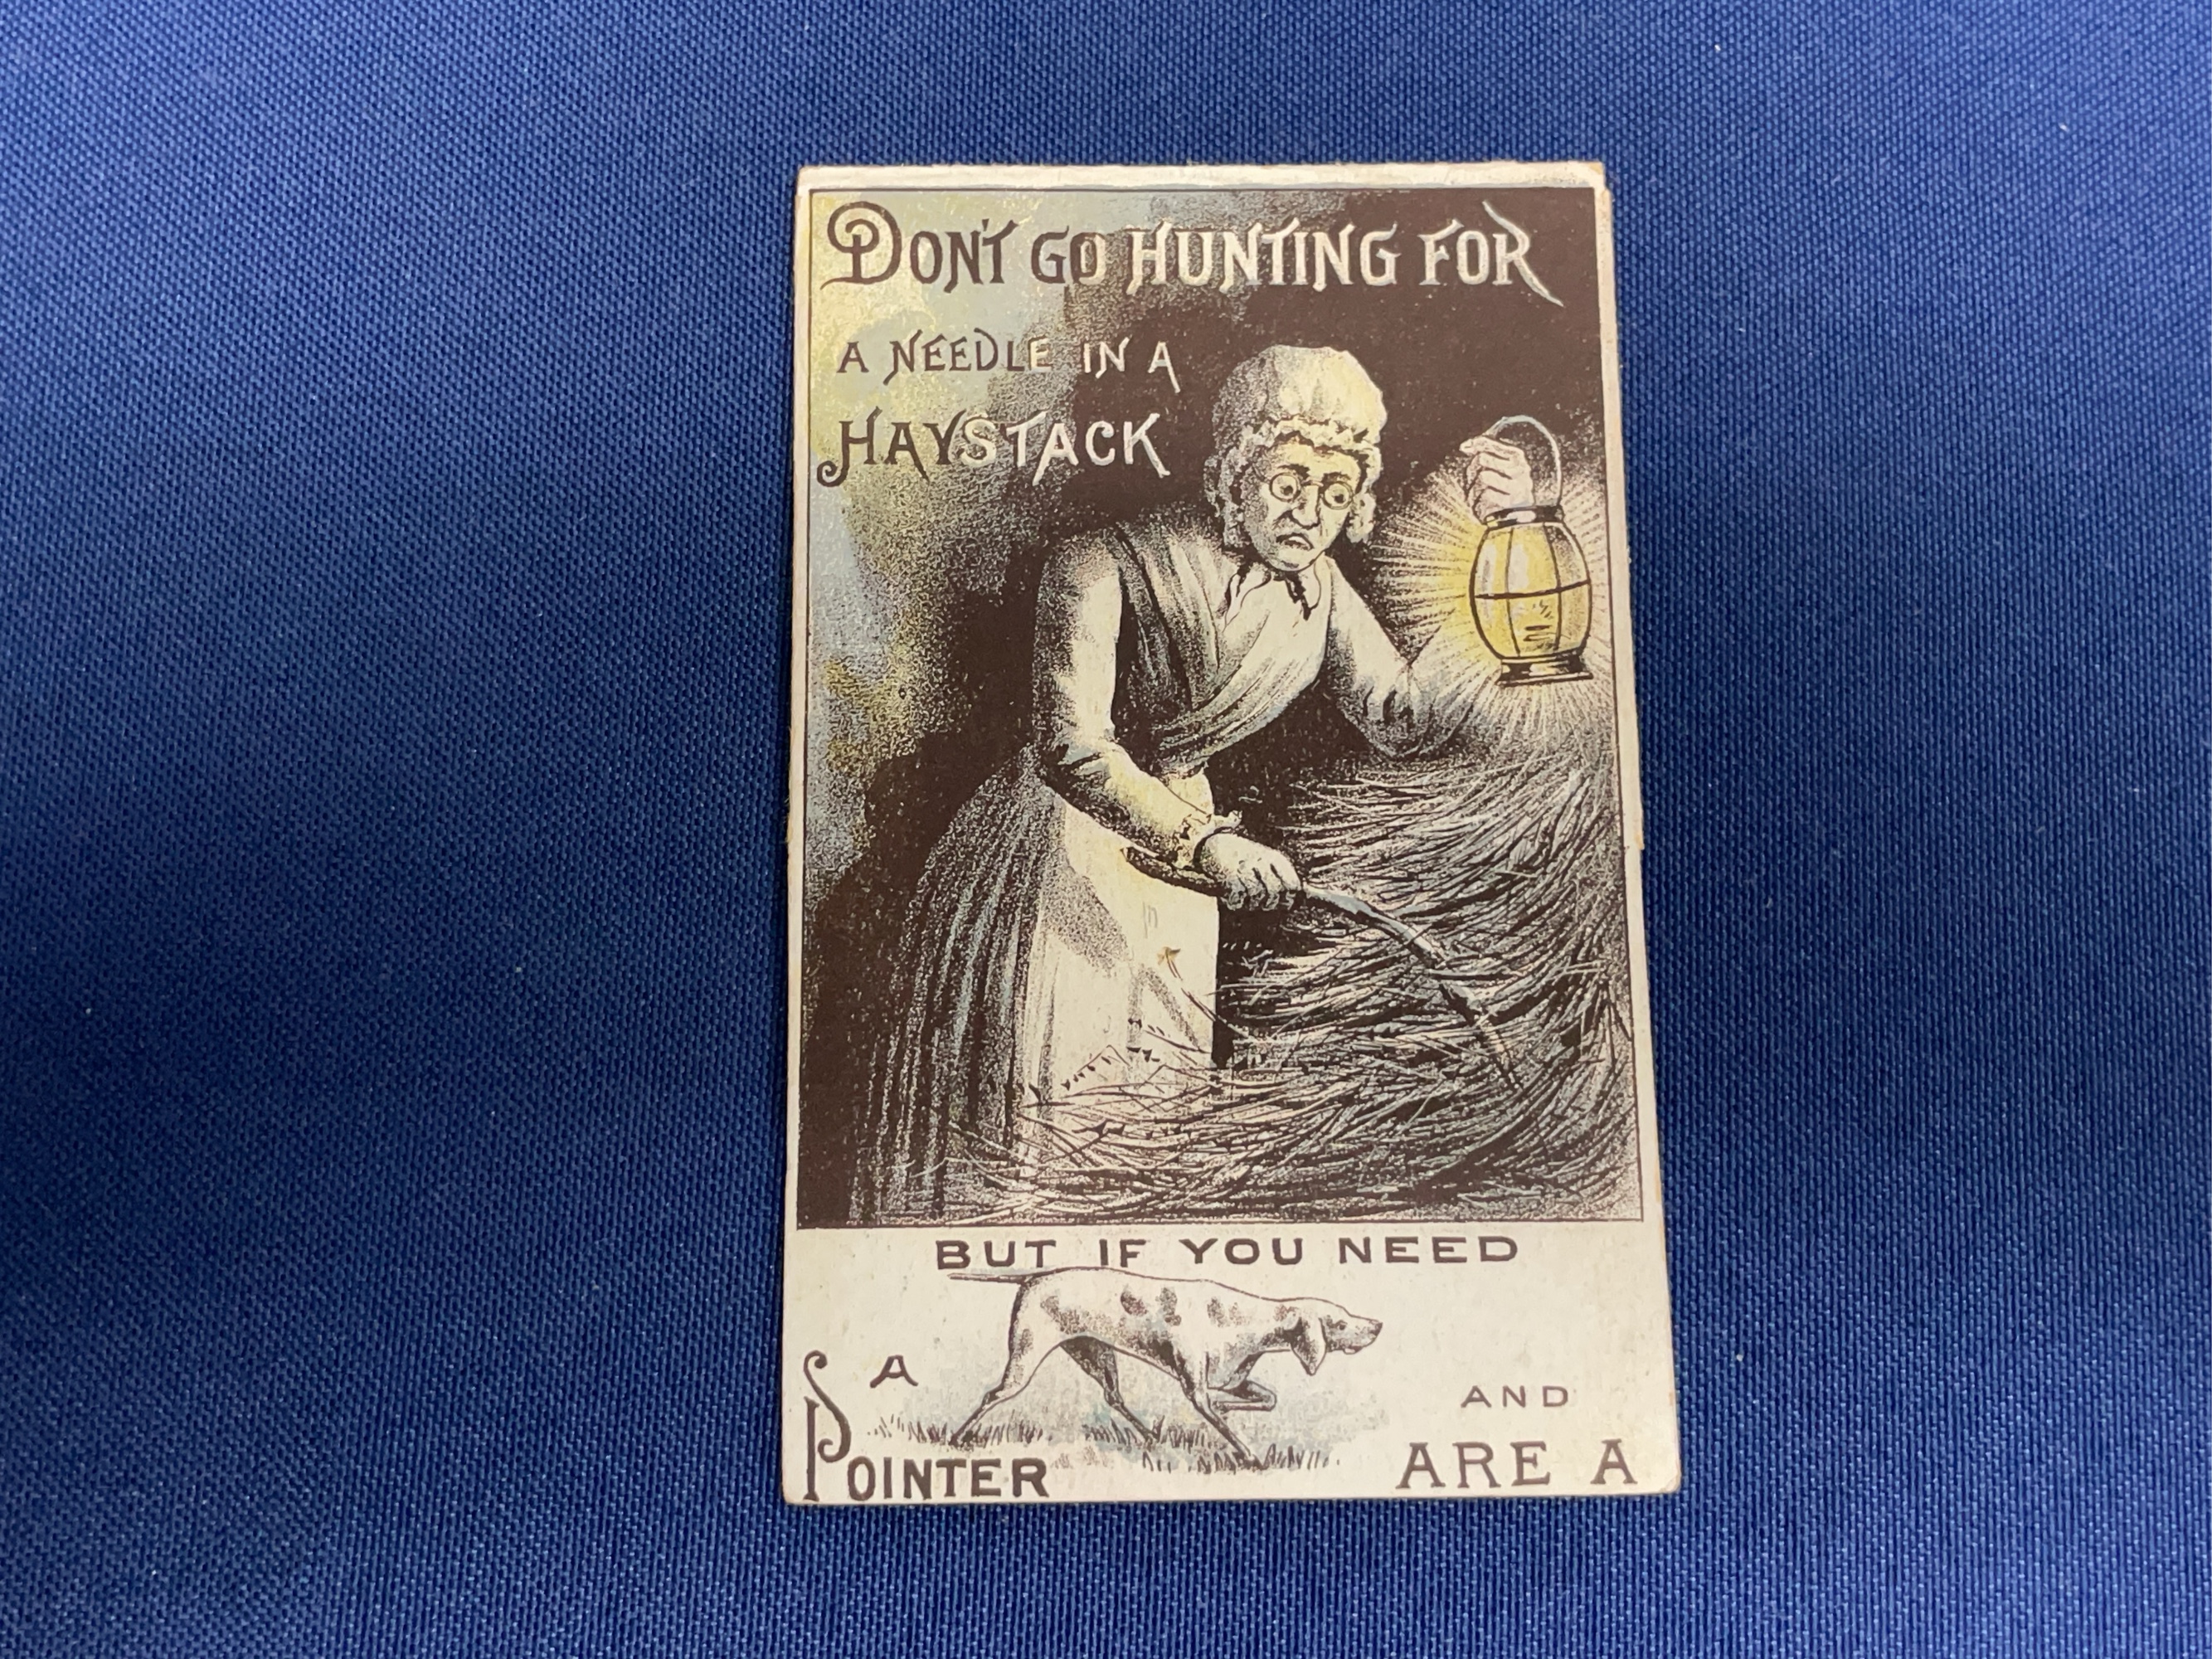 DON'T GO HUNTING FOR
A NEEDLE IN A
HAYSTACK
BUT IF YOU NEED
A
POINTER
AND
ARE A